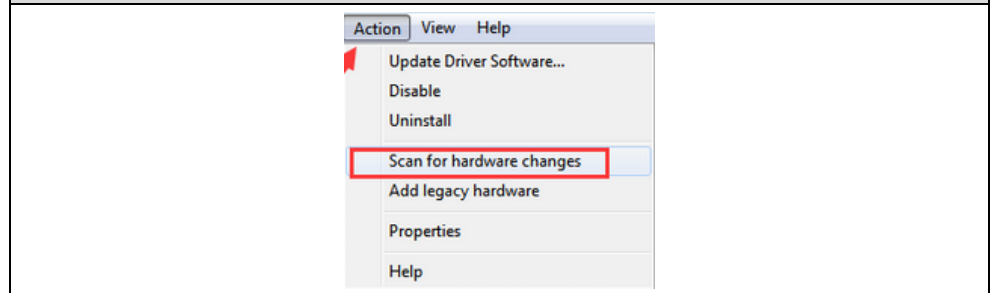 Action View Help
Update Driver Software...
Disable
Uninstall
Scan for hardware changes
Add legacy hardware
Properties
Help